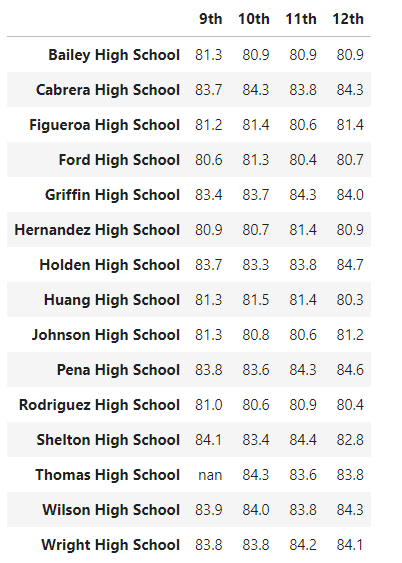 9th 10th 11th 12th
Bailey High School 81.3 80.9 80.9 80.9
Cabrera High School 83.7 84.3 83.8 84.3
Figueroa High School 81.2 81.4 80.6 81.4
Ford High School 80.6 81.3 80.4 80.7
Griffin High School 83.4 83.7 84.3 84.0
Hernandez High School 80.9 80.7 81.4 80.9
Holden High School 83.7 83.3 83.8 84.7
Huang High School 81.3 81.5 81.4 80.3
Johnson High School 81.3 80.8 80.6 81.2
Pena High School 83.8 83.6 84.3 84.6
Rodriguez High School 81.0 80.6 80.9 80.4
Shelton High School 84.1 83.4 84.4 82.8
Thomas High School nan 84.3 83.6 83.8
Wilson High School 83.9 84.0 83.8 84.3
Wright High School 83.8 83.8 84.2 84.1